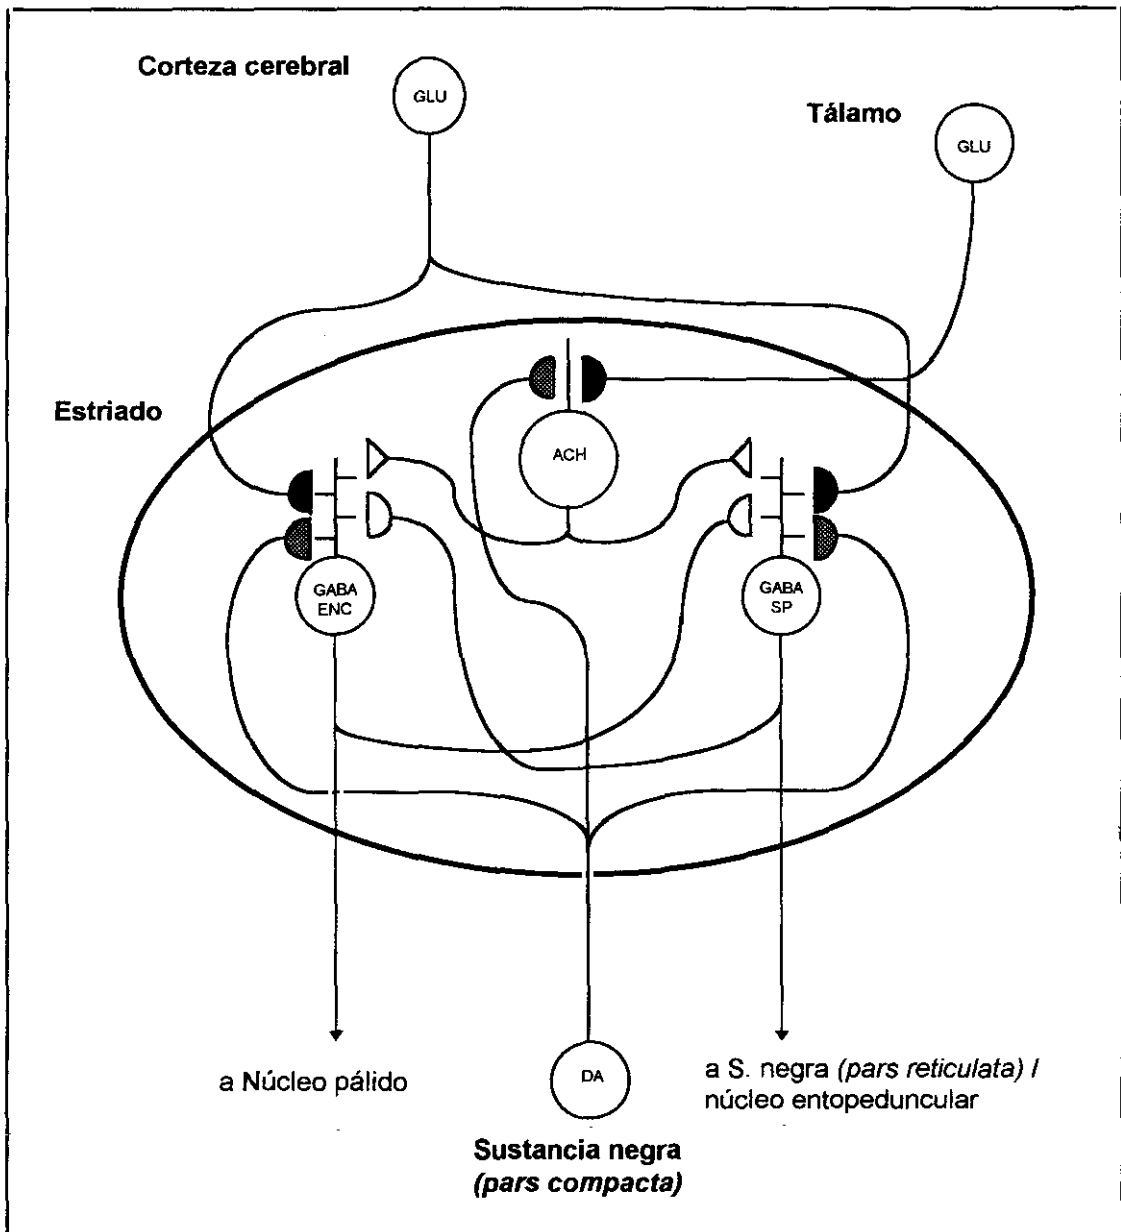 Corteza cerebral
GLU
Tálamo
GLU
Estriado
ACH
GABA
ENC
GABA
SP
a Núcleo pálido
DA
a S. negra (pars reticulata) /
núcleo entopeduncular
Sustancia negra
(pars compacta)